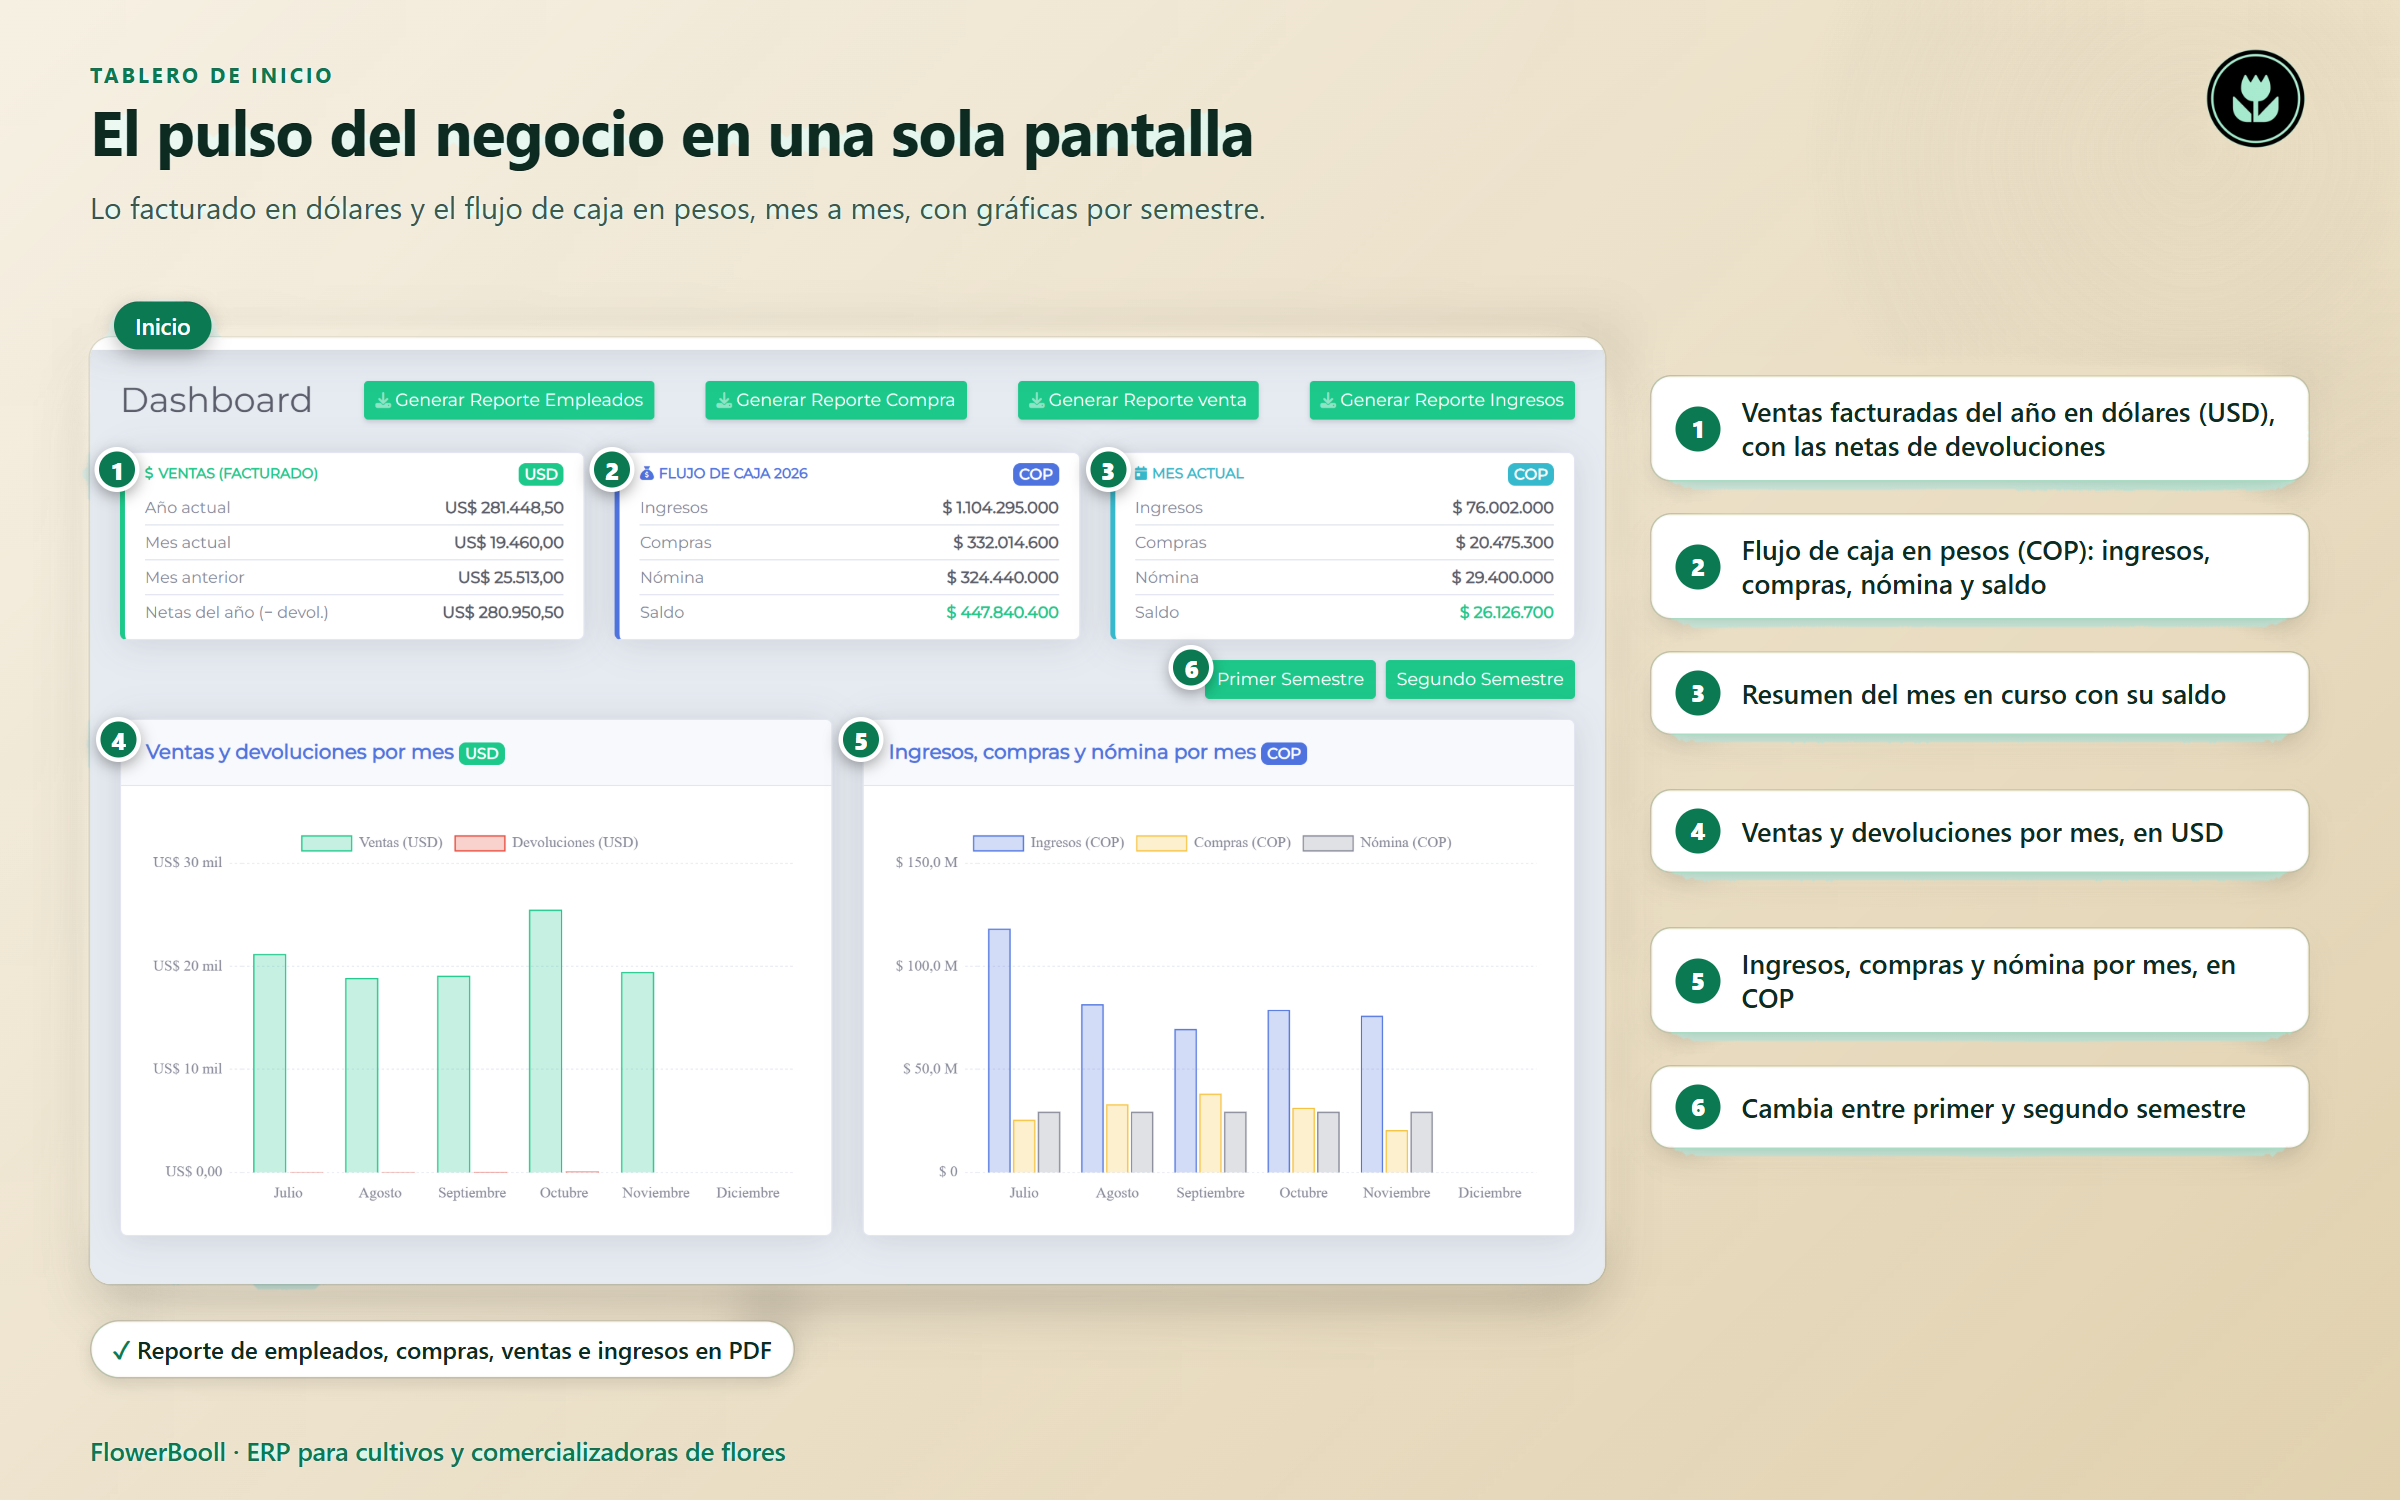 TABLERO DE INICIO
El pulso del negocio en una sola pantalla
Lo facturado en dólares y el flujo de caja en pesos, mes a mes, con gráficas por semestre.
Inicio
Dashboard
Generar Reporte Empleados
Generar Reporte Compra
Generar Reporte venta
Generar Reporte Ingresos
1
$ VENTAS (FACTURADO) USD
Año actual US$ 281.448,50
Mes actual US$ 19.460,00
Mes anterior US$ 25.513,00
Netas del año (− devol.) US$ 280.950,50
2
FLUJO DE CAJA 2026 COP
Ingresos $ 1.104.295.000
Compras $ 332.014.600
Nómina $ 324.440.000
Saldo $ 447.840.400
3
MES ACTUAL COP
Ingresos $ 76.002.000
Compras $ 20.475.300
Nómina $ 29.400.000
Saldo $ 26.126.700
6
Primer Semestre
Segundo Semestre
4
Ventas y devoluciones por mes USD
Ventas (USD) Devoluciones (USD)
US$ 30 mil
US$ 20 mil
US$ 10 mil
US$ 0,00
Julio Agosto Septiembre Octubre Noviembre Diciembre
5
Ingresos, compras y nómina por mes COP
Ingresos (COP) Compras (COP) Nómina (COP)
$ 150,0 M
$ 100,0 M
$ 50,0 M
$ 0
Julio Agosto Septiembre Octubre Noviembre Diciembre
1 Ventas facturadas del año en dólares (USD),
con las netas de devoluciones
2 Flujo de caja en pesos (COP): ingresos,
compras, nómina y saldo
3 Resumen del mes en curso con su saldo
4 Ventas y devoluciones por mes, en USD
5 Ingresos, compras y nómina por mes, en
COP
6 Cambia entre primer y segundo semestre
✓ Reporte de empleados, compras, ventas e ingresos en PDF
FlowerBooll · ERP para cultivos y comercializadoras de flores